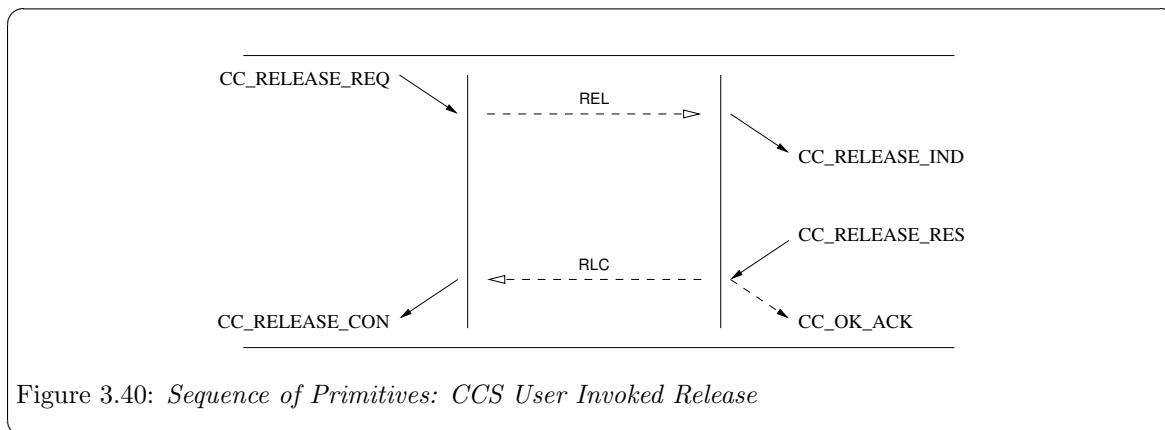 CC_RELEASE_REQ
REL
CC_RELEASE_IND
CC_RELEASE_RES
RLC
CC_RELEASE_CON
CC_OK_ACK
Figure 3.40: Sequence of Primitives: CCS User Invoked Release